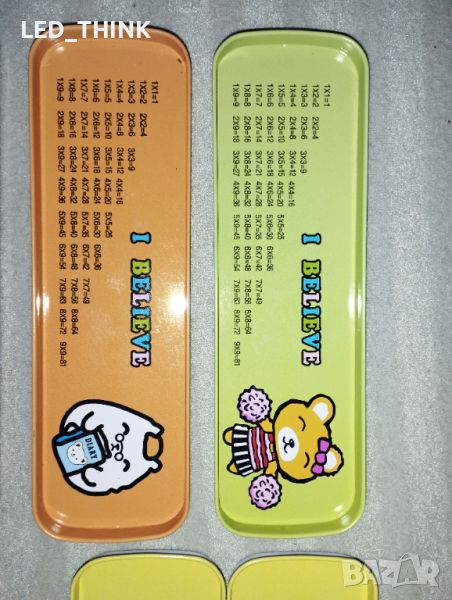 LED_THINK
1X1=1
1X2=2 2X2=4
1X3=3 2X3=6 3X3=9
1X4=4 2X4=8 3X4=12 4X4=16
1X5=5 2X5=10 3X5=15 4X5=20 5X5=25
1X6=6 2X6=12 3X6=18 4X6=24 5X6=30 6X6=36
1X7=7 2X7=14 3X7=21 4X7=28 5X7=35 6X7=42 7X7=49
1X8=8 2X8=16 3X8=24 4X8=32 5X8=40 6X8=48 7X8=56 8X8=64
1X9=9 2X9=18 3X9=27 4X9=36 5X9=45 6X9=54 7X9=63 8X9=72 9X9=81
I BELIEVE
DIARY
1X1=1
1X2=2 2X2=4
1X3=3 2X3=6 3X3=9
1X4=4 2X4=8 3X4=12 4X4=16
1X5=5 2X5=10 3X5=15 4X5=20 5X5=25
1X6=6 2X6=12 3X6=18 4X6=24 5X6=30 6X6=36
1X7=7 2X7=14 3X7=21 4X7=28 5X7=35 6X7=42 7X7=49
1X8=8 2X8=16 3X8=24 4X8=32 5X8=40 6X8=48 7X8=56 8X8=64
1X9=9 2X9=18 3X9=27 4X9=36 5X9=45 6X9=54 7X9=63 8X9=72 9X9=81
I BELIEVE
BAZAR